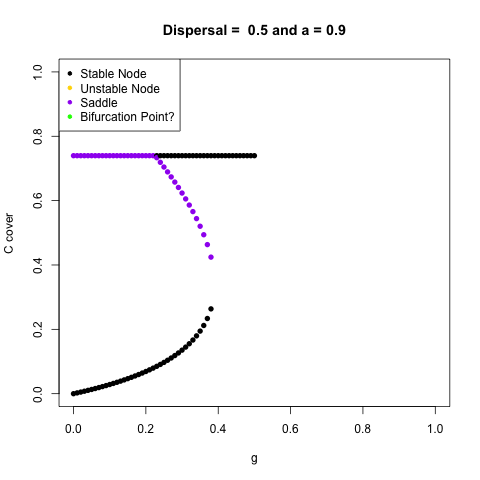 Dispersal =  0.5 and a = 0.9
Stable Node
Unstable Node
Saddle
Bifurcation Point?
C cover
1.0
0.8
0.6
0.4
0.2
0.0
0.0 0.2 0.4 0.6 0.8 1.0
g